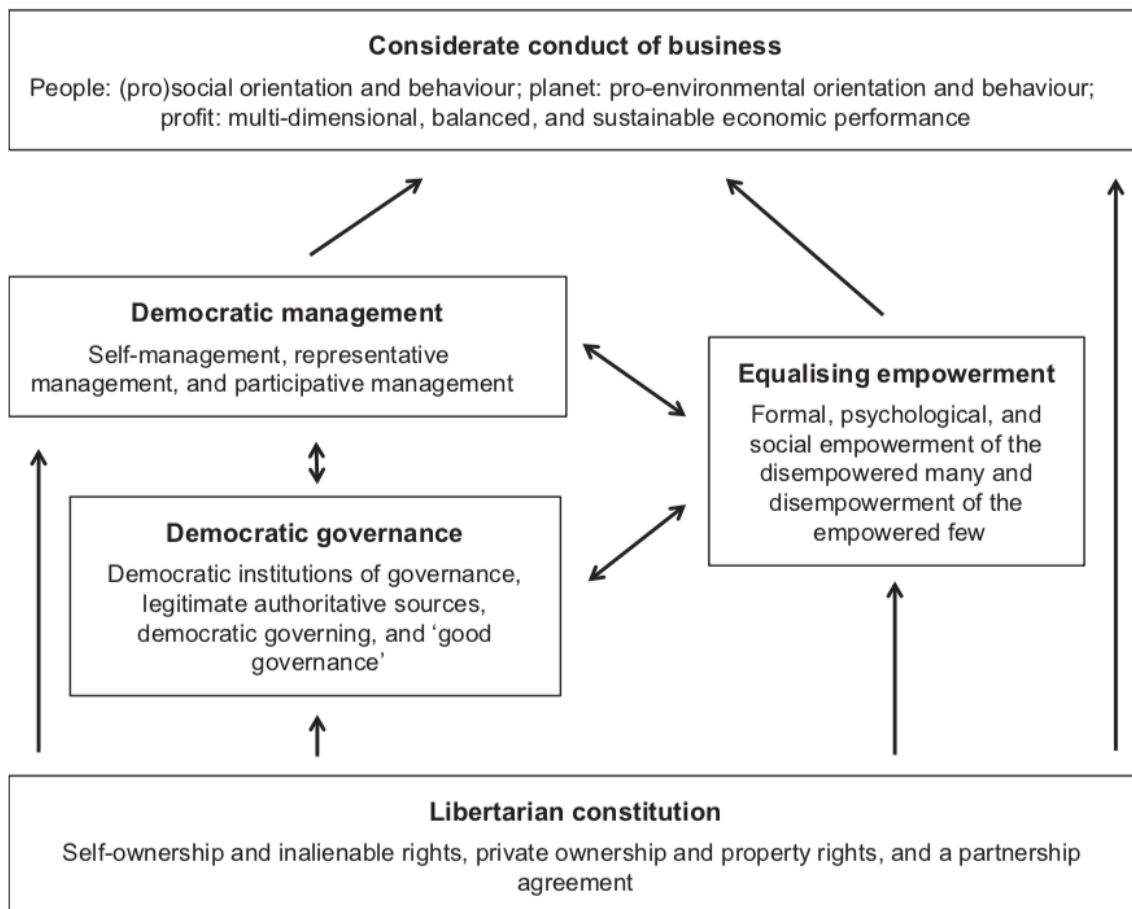 Considerate conduct of business
People: (pro)social orientation and behaviour; planet: pro-environmental orientation and behaviour;
profit: multi-dimensional, balanced, and sustainable economic performance
Democratic management
Self-management, representative
management, and participative management
Equalising empowerment
Formal, psychological, and
social empowerment of the
disempowered many and
disempowerment of the
empowered few
Democratic governance
Democratic institutions of governance,
legitimate authoritative sources,
democratic governing, and ‘good
governance’
Libertarian constitution
Self-ownership and inalienable rights, private ownership and property rights, and a partnership
agreement